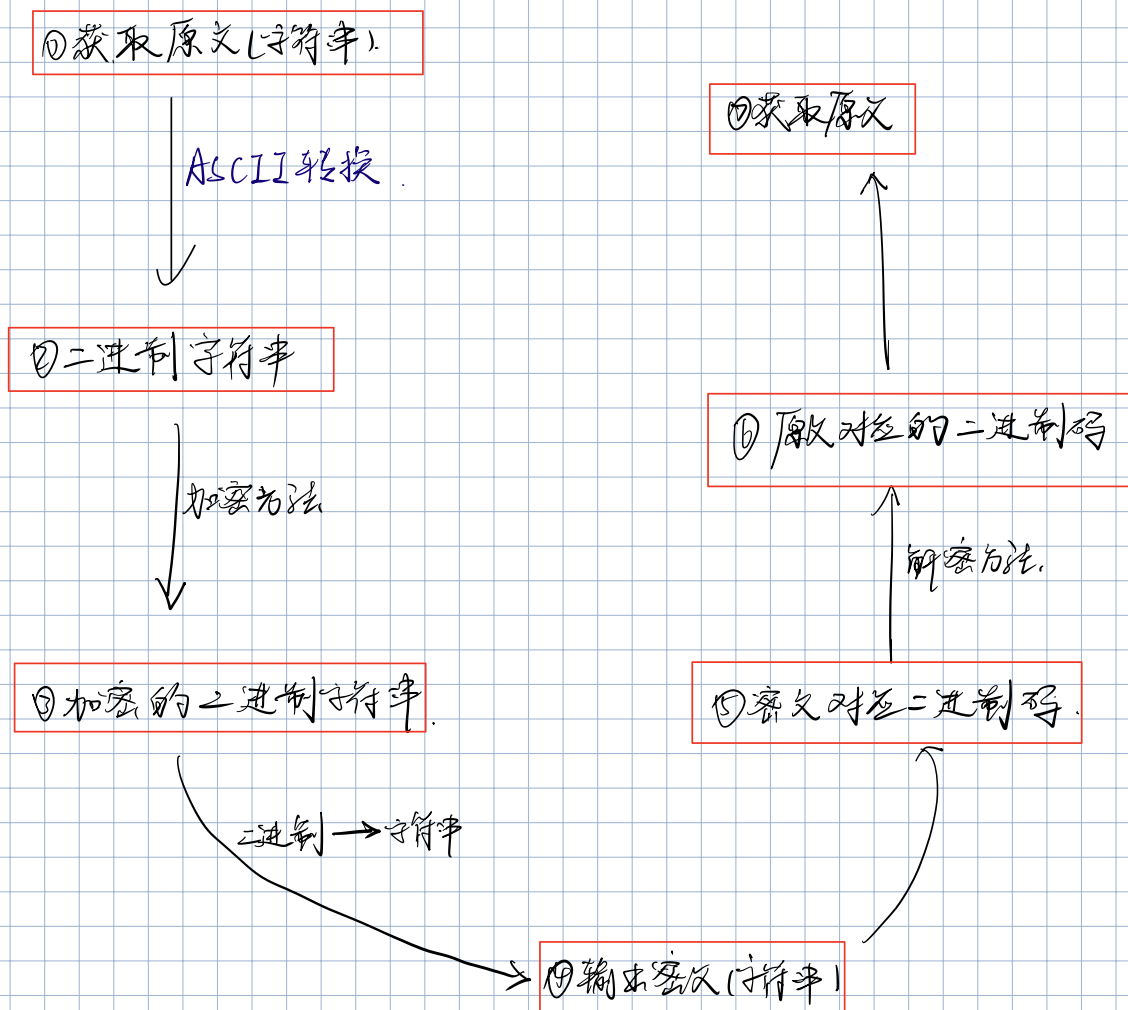 ①获取原文(字符串).
ASCII转换.
②二进制字符串
加密方法
③加密的二进制字符串.
二进制→字符串
④输出密文(字符串)
⑤密文对应二进制码.
解密方法.
⑥原文对应的二进制码
⑦获取原文